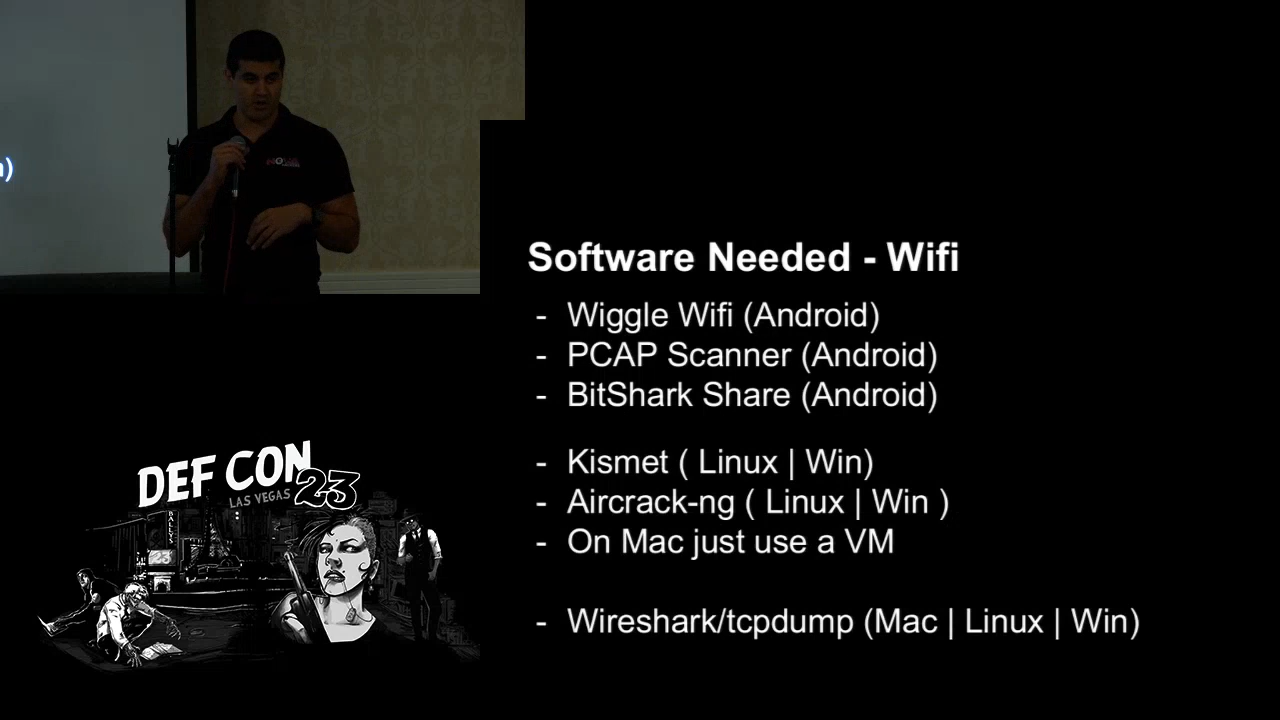 Software Needed - Wifi
- Wiggle Wifi (Android)
- PCAP Scanner (Android)
- BitShark Share (Android)
- Kismet ( Linux | Win)
- Aircrack-ng ( Linux | Win )
- On Mac just use a VM
- Wireshark/tcpdump (Mac | Linux | Win)
DEF CON
LAS VEGAS 23
BALLYS